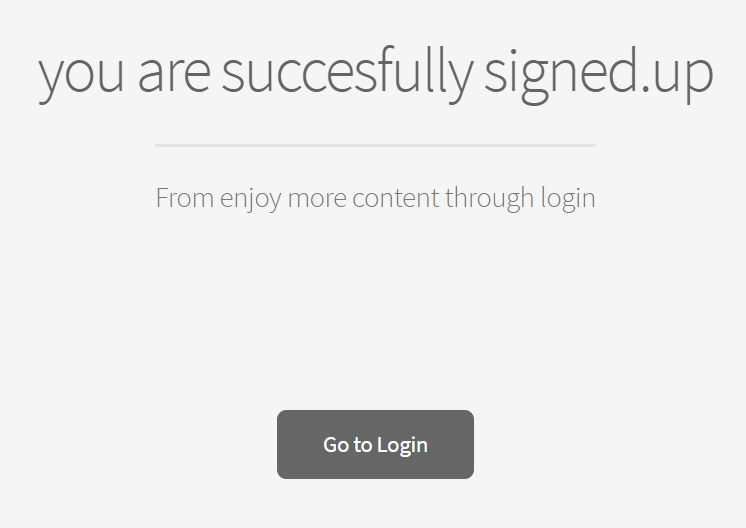 you are succesfully signed.up
From enjoy more content through login
Go to Login